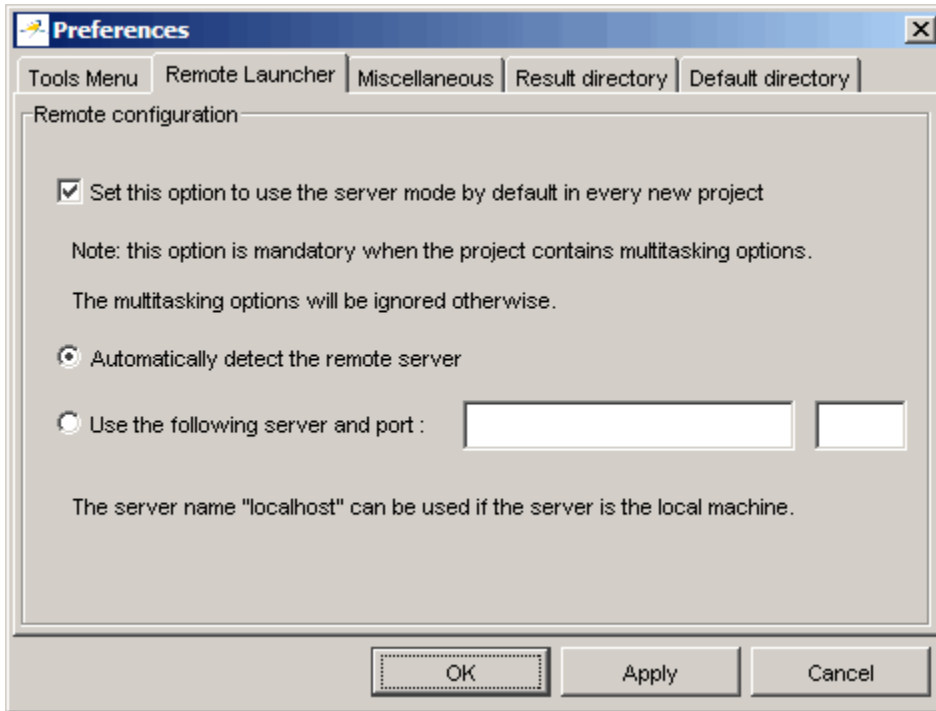 Preferences
Tools Menu Remote Launcher Miscellaneous Result directory Default directory
Remote configuration
Set this option to use the server mode by default in every new project
Note: this option is mandatory when the project contains multitasking options.
The multitasking options will be ignored otherwise.
Automatically detect the remote server
Use the following server and port :
The server name "localhost" can be used if the server is the local machine.
OK Apply Cancel